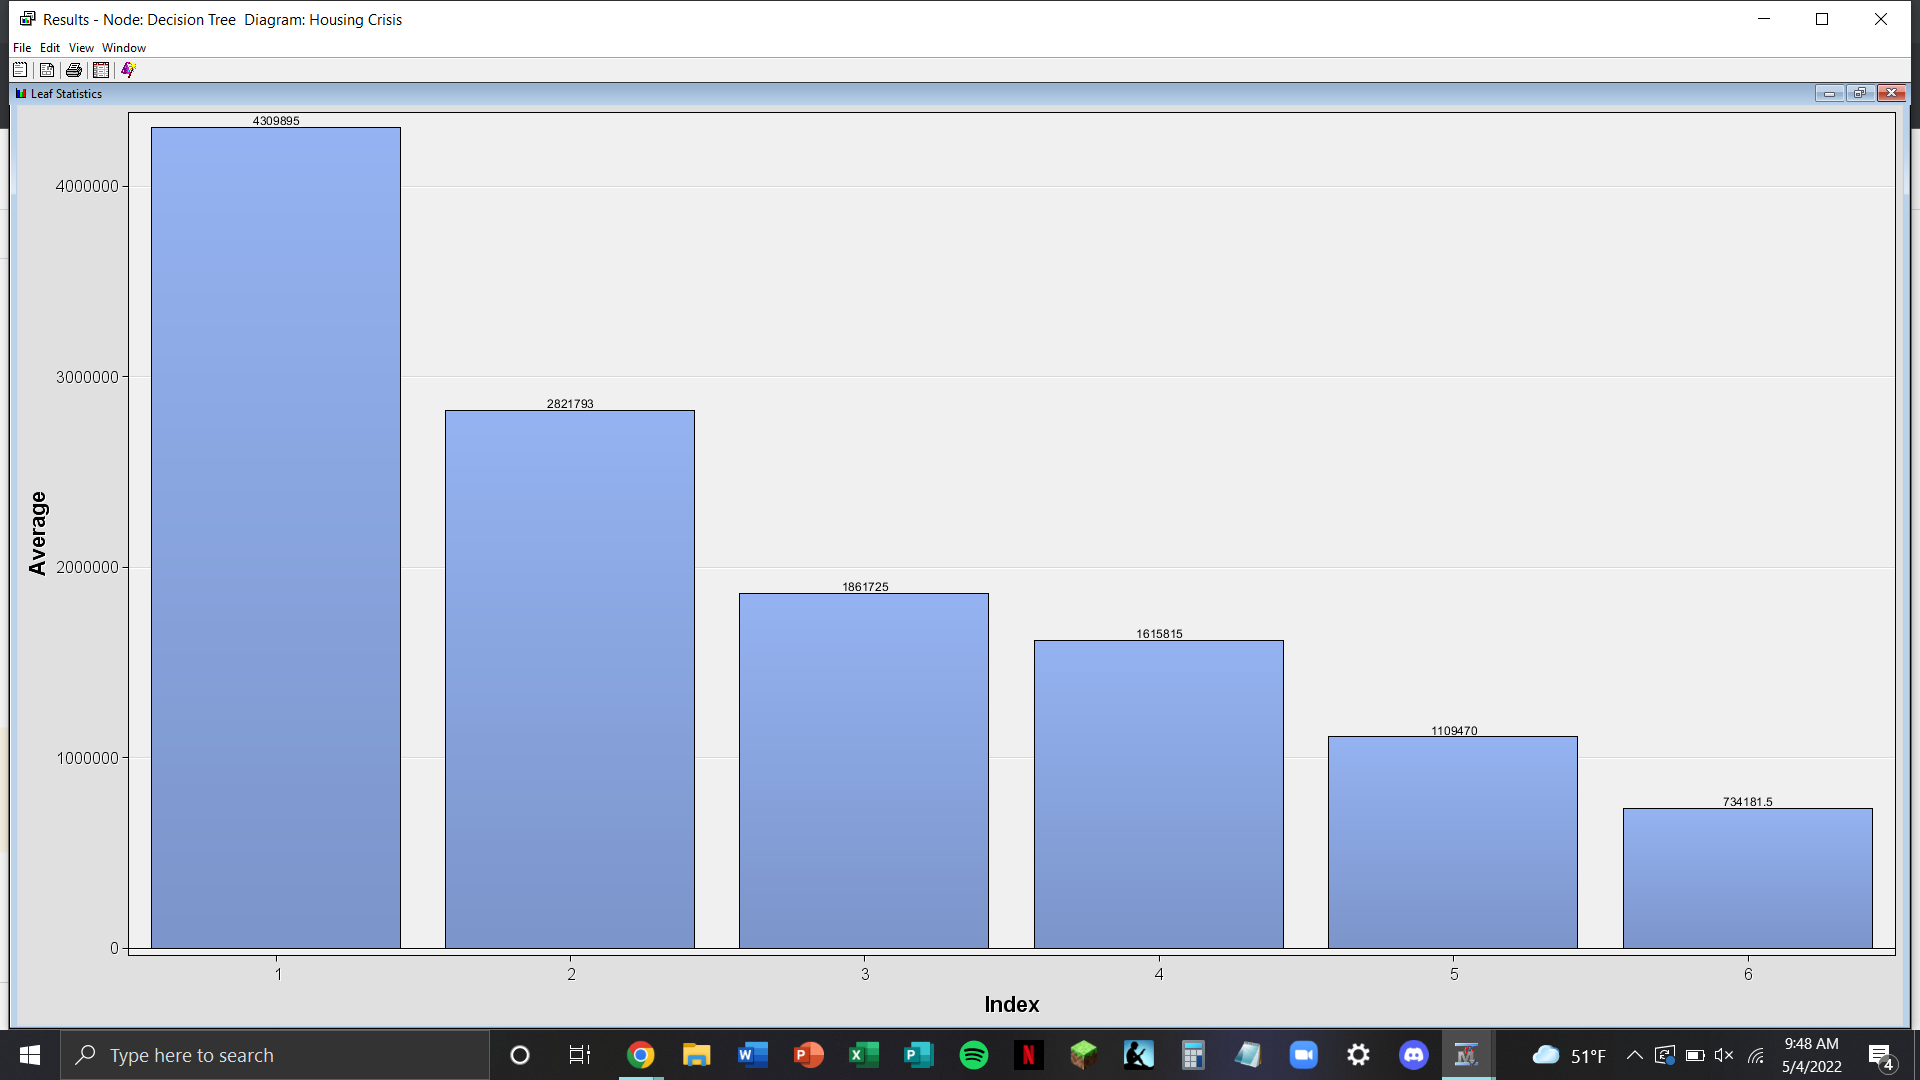 Results - Node: Decision Tree  Diagram: Housing Crisis
File Edit View Window
Leaf Statistics
4309895
4000000
3000000
2821793
2000000
1861725
1615815
1109470
1000000
734181.5
0
Average
1 2 3 4 5 6
Index
Type here to search
51°F
9:48 AM
5/4/2022
4